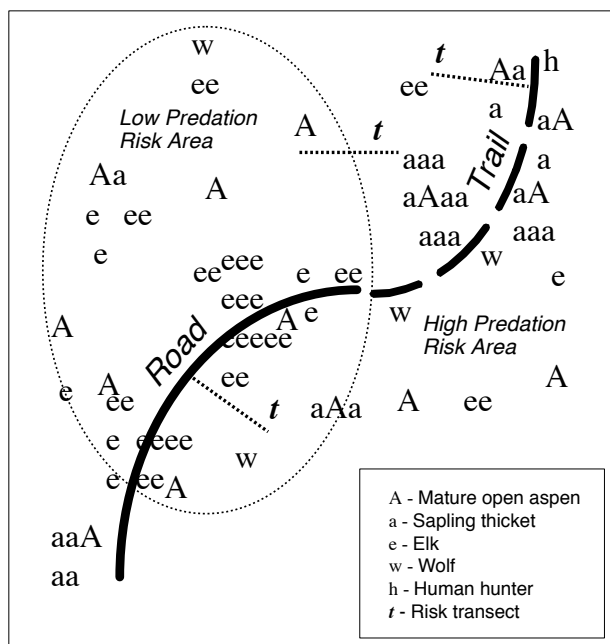 w
ee
Low Predation
Risk Area
A
t
ee
Aa
h
a
aA
t
aaa
a
Aa
A
aAaa
aA
e
ee
aaa
aaa
e
w
ee
eee
e
ee
e
eee
e
w
A
A
Road
Trail
eeeee
High Predation
Risk Area
ee
A
e
A
ee
t
aAa
A
ee
e
eeee
w
e
ee
A
aaA
aa
A - Mature open aspen
a - Sapling thicket
e - Elk
w - Wolf
h - Human hunter
t - Risk transect